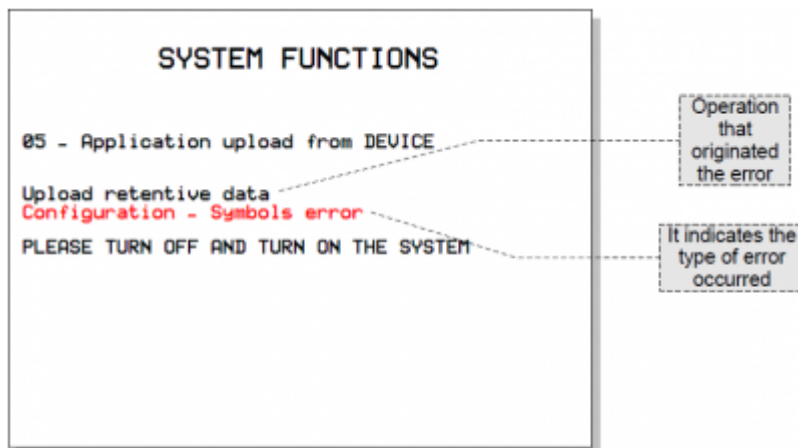 SYSTEM FUNCTIONS
05 - Application upload from DEVICE
Upload retentive data
Configuration - Symbols error
PLEASE TURN OFF AND TURN ON THE SYSTEM
Operation
that
originated
the error
It indicates the
type of error
occurred